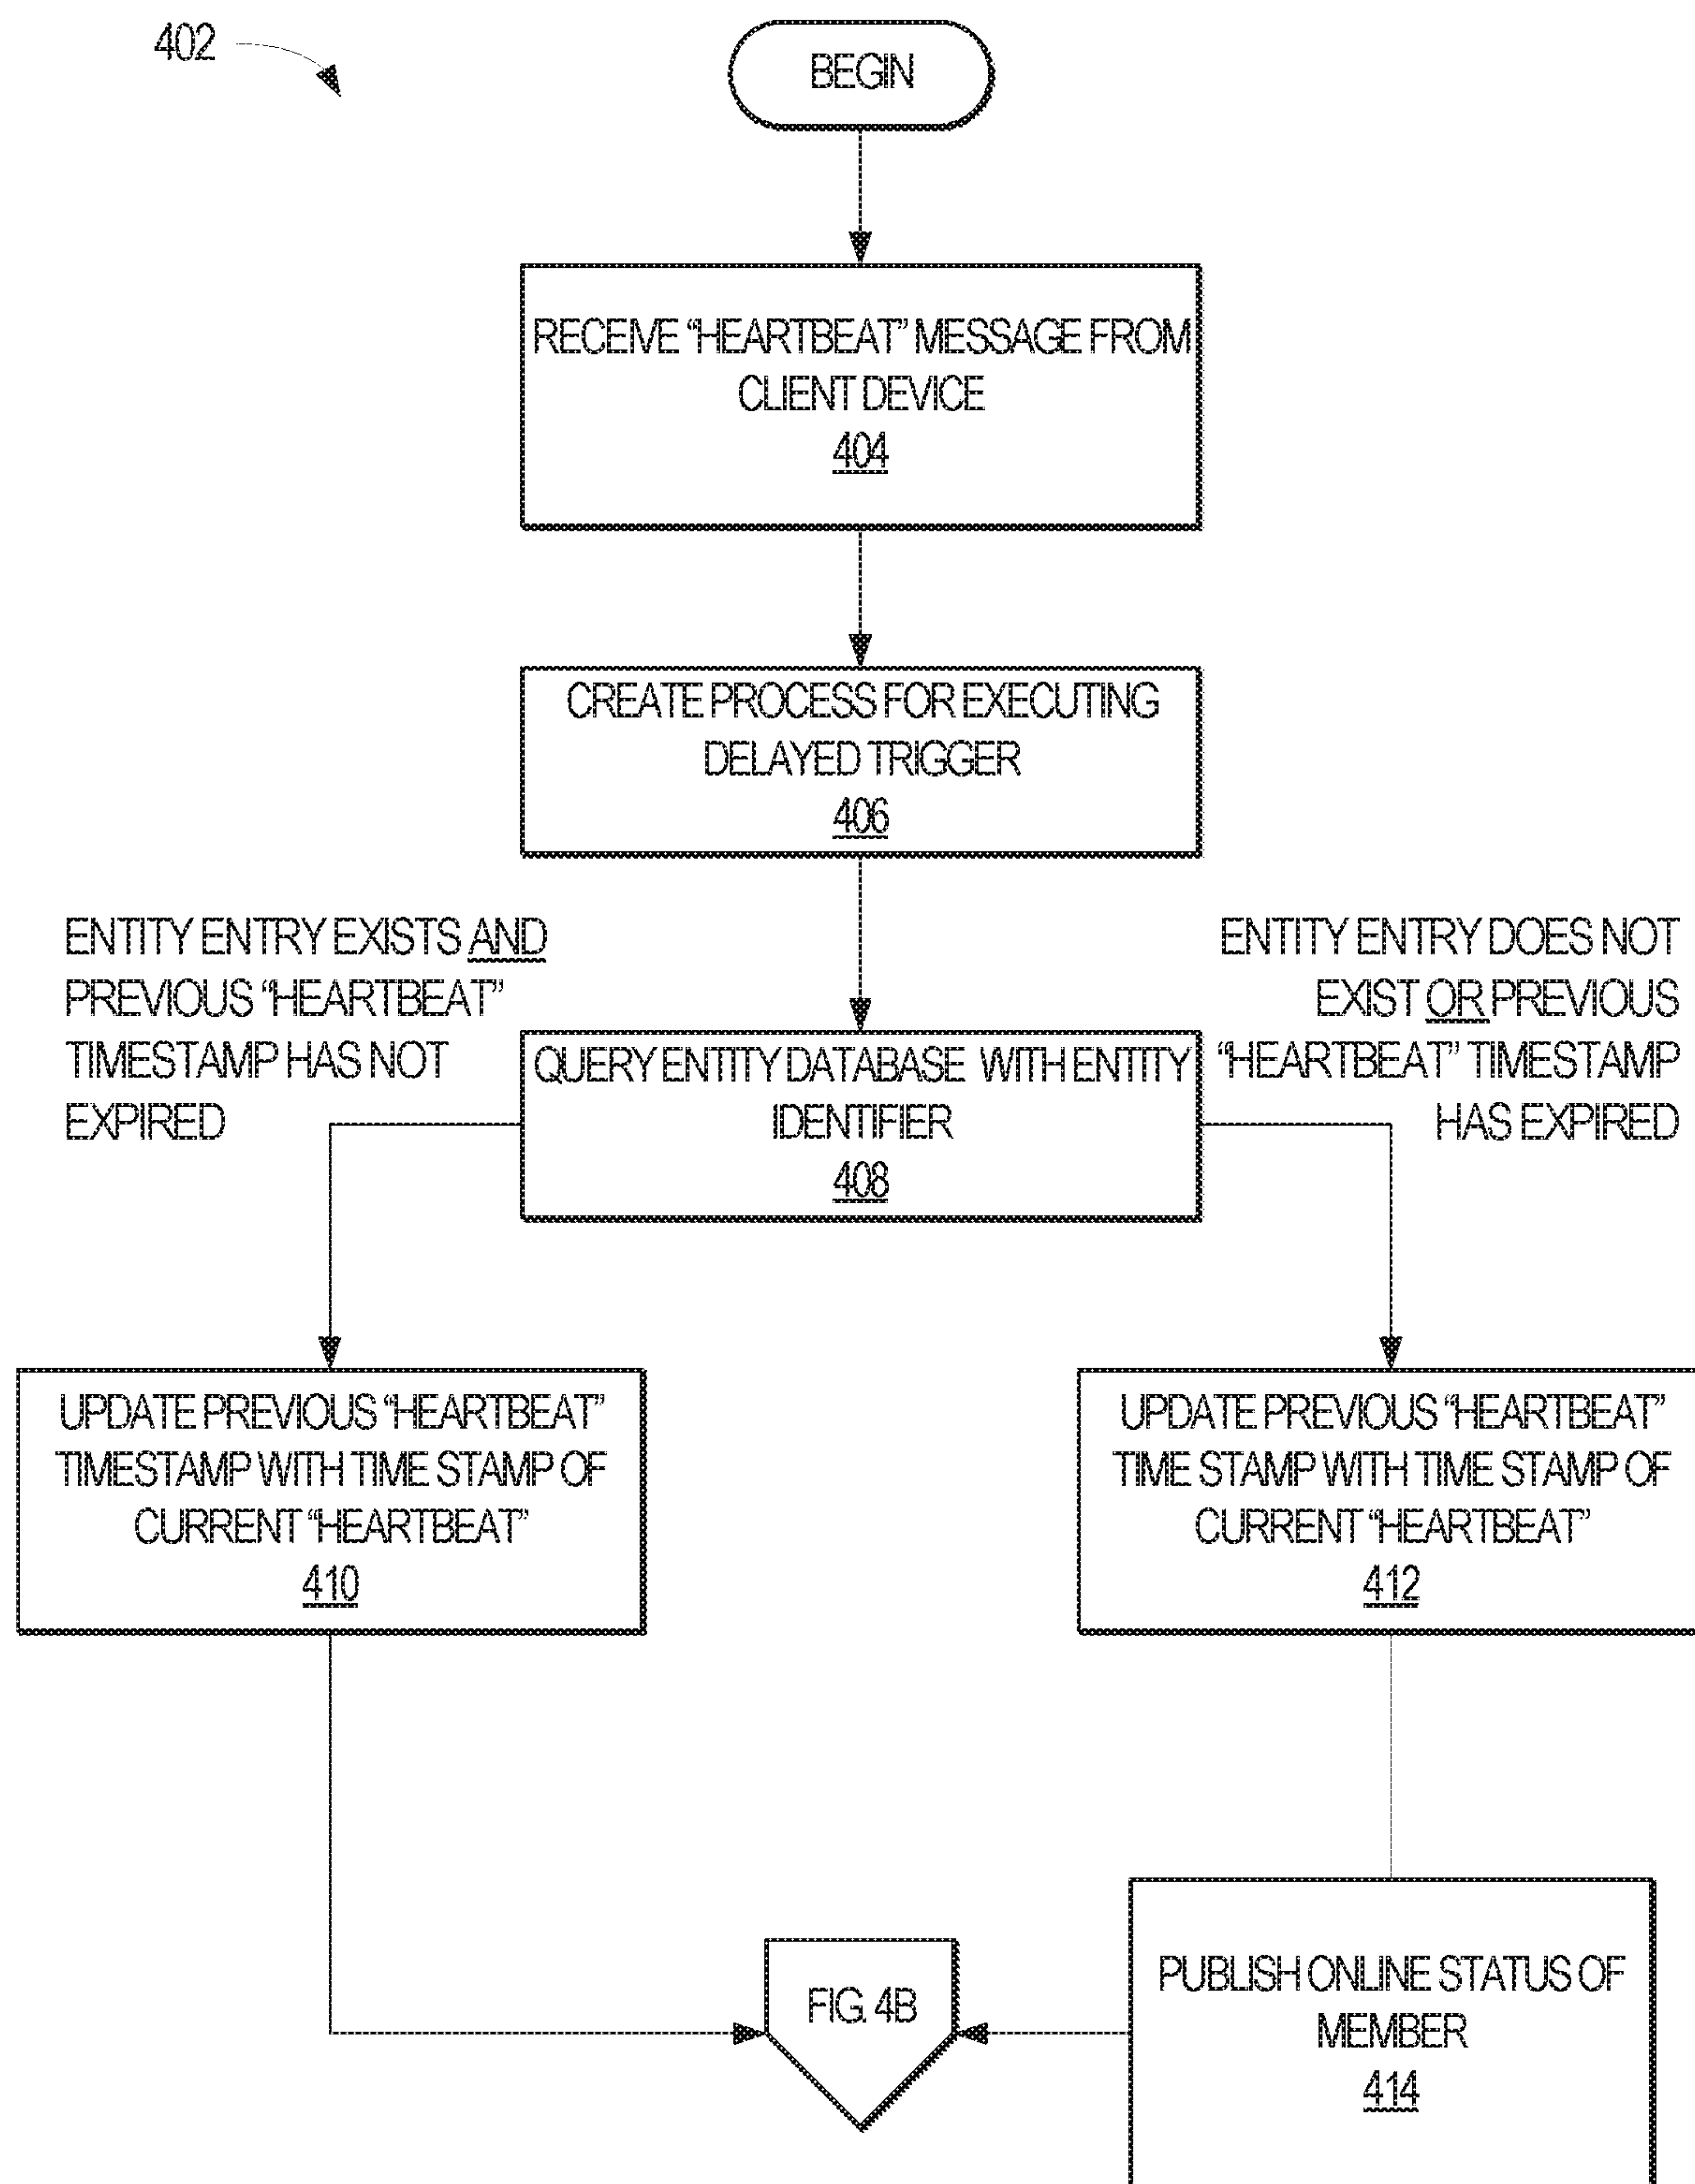 402
BEGIN
RECEIVE “HEARTBEAT” MESSAGE FROM
CLIENT DEVICE
404
CREATE PROCESS FOR EXECUTING
DELAYED TRIGGER
406
ENTITY ENTRY EXISTS AND
PREVIOUS “HEARTBEAT”
TIMESTAMP HAS NOT
EXPIRED
ENTITY ENTRY DOES NOT
EXIST OR PREVIOUS
“HEARTBEAT” TIMESTAMP
HAS EXPIRED
QUERY ENTITY DATABASE WITH ENTITY
IDENTIFIER
408
UPDATE PREVIOUS “HEARTBEAT”
TIMESTAMP WITH TIME STAMP OF
CURRENT “HEARTBEAT”
410
UPDATE PREVIOUS “HEARTBEAT”
TIME STAMP WITH TIME STAMP OF
CURRENT “HEARTBEAT”
412
FIG. 4B
PUBLISH ONLINE STATUS OF
MEMBER
414